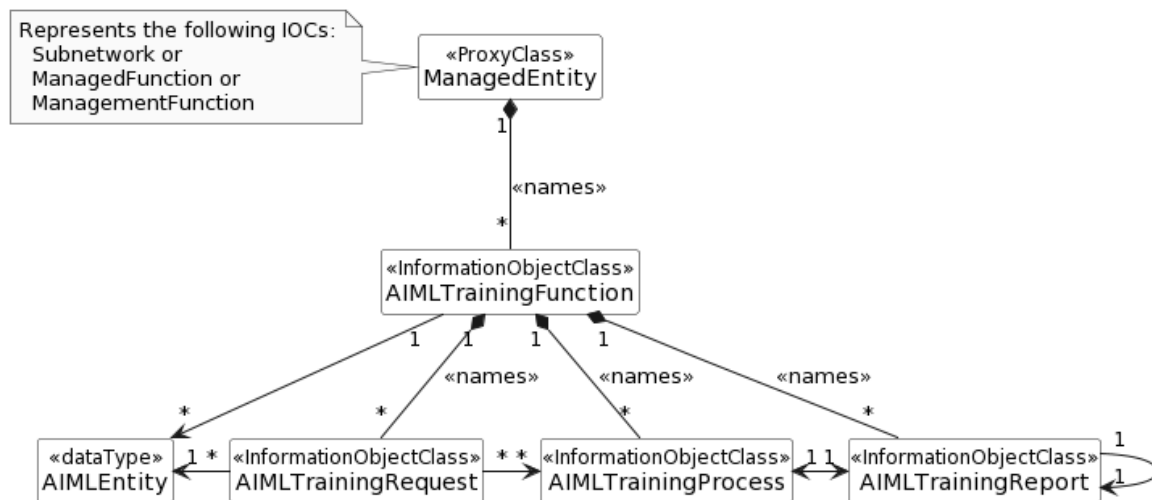 Represents the following IOCs:
Subnetwork or
ManagedFunction or
ManagementFunction
«ProxyClass»
ManagedEntity
1
«names»
*
«InformationObjectClass»
AIMLTrainingFunction
1 1 1 1
«names» «names» «names»
* * * *
«dataType»
AIMLEntity
1 *
«InformationObjectClass»
AIMLTrainingRequest
* *
«InformationObjectClass»
AIMLTrainingProcess
1 1
«InformationObjectClass»
AIMLTrainingReport
1
1